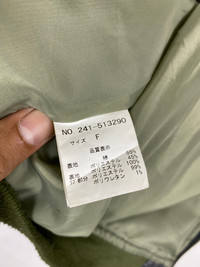 NO. 241-513290
サイズ F
品質表示
表地 綿 55%
ポリエステル 45%
裏地 ポリエステル 100%
リブ部分 ポリエステル 99%
ポリウレタン 1%